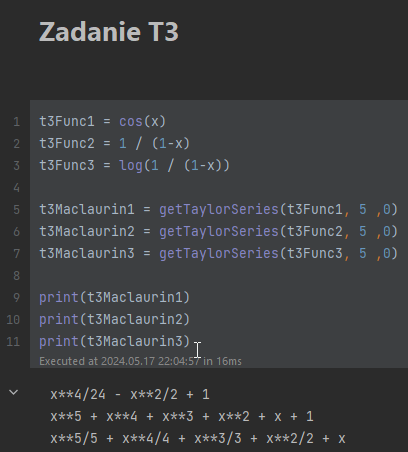 Zadanie T3
1 t3Func1 = cos(x)
2 t3Func2 = 1 / (1-x)
3 t3Func3 = log(1 / (1-x))
4
5 t3Maclaurin1 = getTaylorSeries(t3Func1, 5 ,0)
6 t3Maclaurin2 = getTaylorSeries(t3Func2, 5 ,0)
7 t3Maclaurin3 = getTaylorSeries(t3Func3, 5 ,0)
8
9 print(t3Maclaurin1)
10 print(t3Maclaurin2)
11 print(t3Maclaurin3)
Executed at 2024.05.17 22:04:57 in 16ms
x**4/24 - x**2/2 + 1
x**5 + x**4 + x**3 + x**2 + x + 1
x**5/5 + x**4/4 + x**3/3 + x**2/2 + x